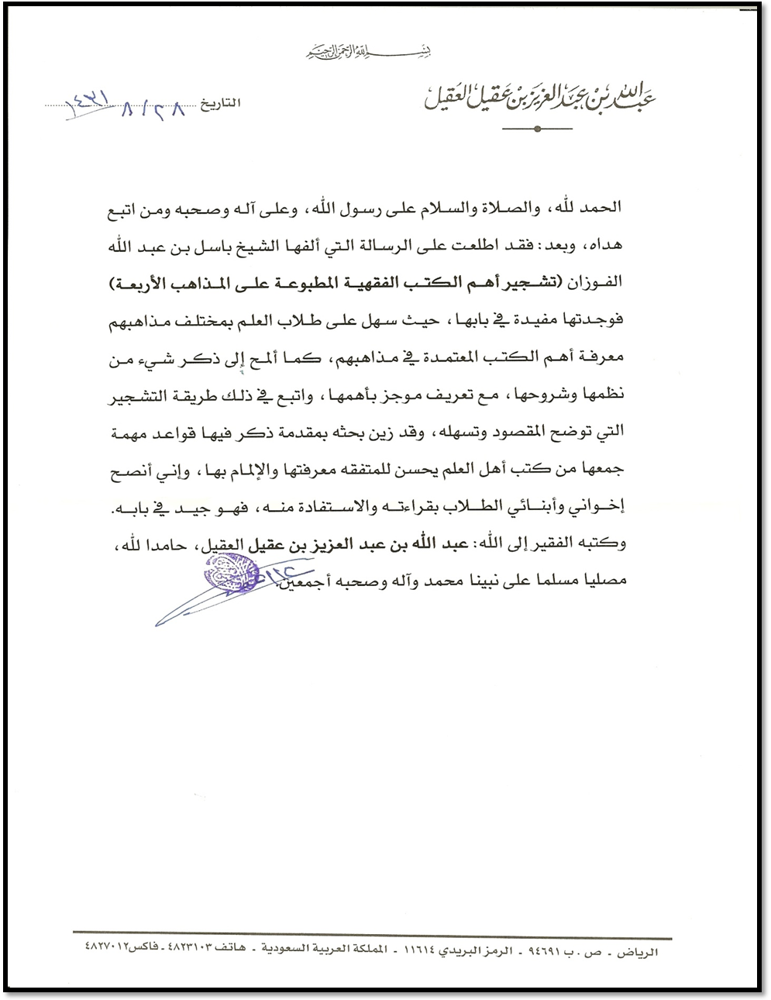 بسم الله الرحمن الرحيم
عبد الله بن عبد العزيز بن عقيل العقيل
التاريخ ٢٨ / ٨ / ١٤٣١
الحمد لله، والصلاة والسلام على رسول الله، وعلى آله وصحبه ومن اتبع
هداه، وبعد: فقد اطلعت على الرسالة التي ألفها الشيخ باسل بن عبد الله
الفوزان (تشجير أهم الكتب الفقهية المطبوعة على المذاهب الأربعة)
فوجدتها مفيدة في بابها، حيث سهل على طلاب العلم بمختلف مذاهبهم
معرفة أهم الكتب المعتمدة في مذاهبهم، كما ألمح إلى ذكر شيء من
نظمها وشروحها، مع تعريف موجز بأهمها، واتبع في ذلك طريقة التشجير
التي توضح المقصود وتسهله، وقد زين بحثه بمقدمة ذكر فيها قواعد مهمة
جمعها من كتب أهل العلم يحسن للمتفقه معرفتها والإلمام بها، وإني أنصح
إخواني وأبنائي الطلاب بقراءته والاستفادة منه، فهو جيد في بابه.
وكتبه الفقير إلى الله: عبد الله بن عبد العزيز بن عقيل العقيل، حامدا لله،
مصليا مسلما على نبينا محمد وآله وصحبه أجمعين.
الرياض - ص . ب ٩٤٦٩١ - الرمز البريدي ١١٦١٤ - المملكة العربية السعودية - هاتف ٤٨٢٣١٠٣ - فاكس ٤٨٢٧٠١٢